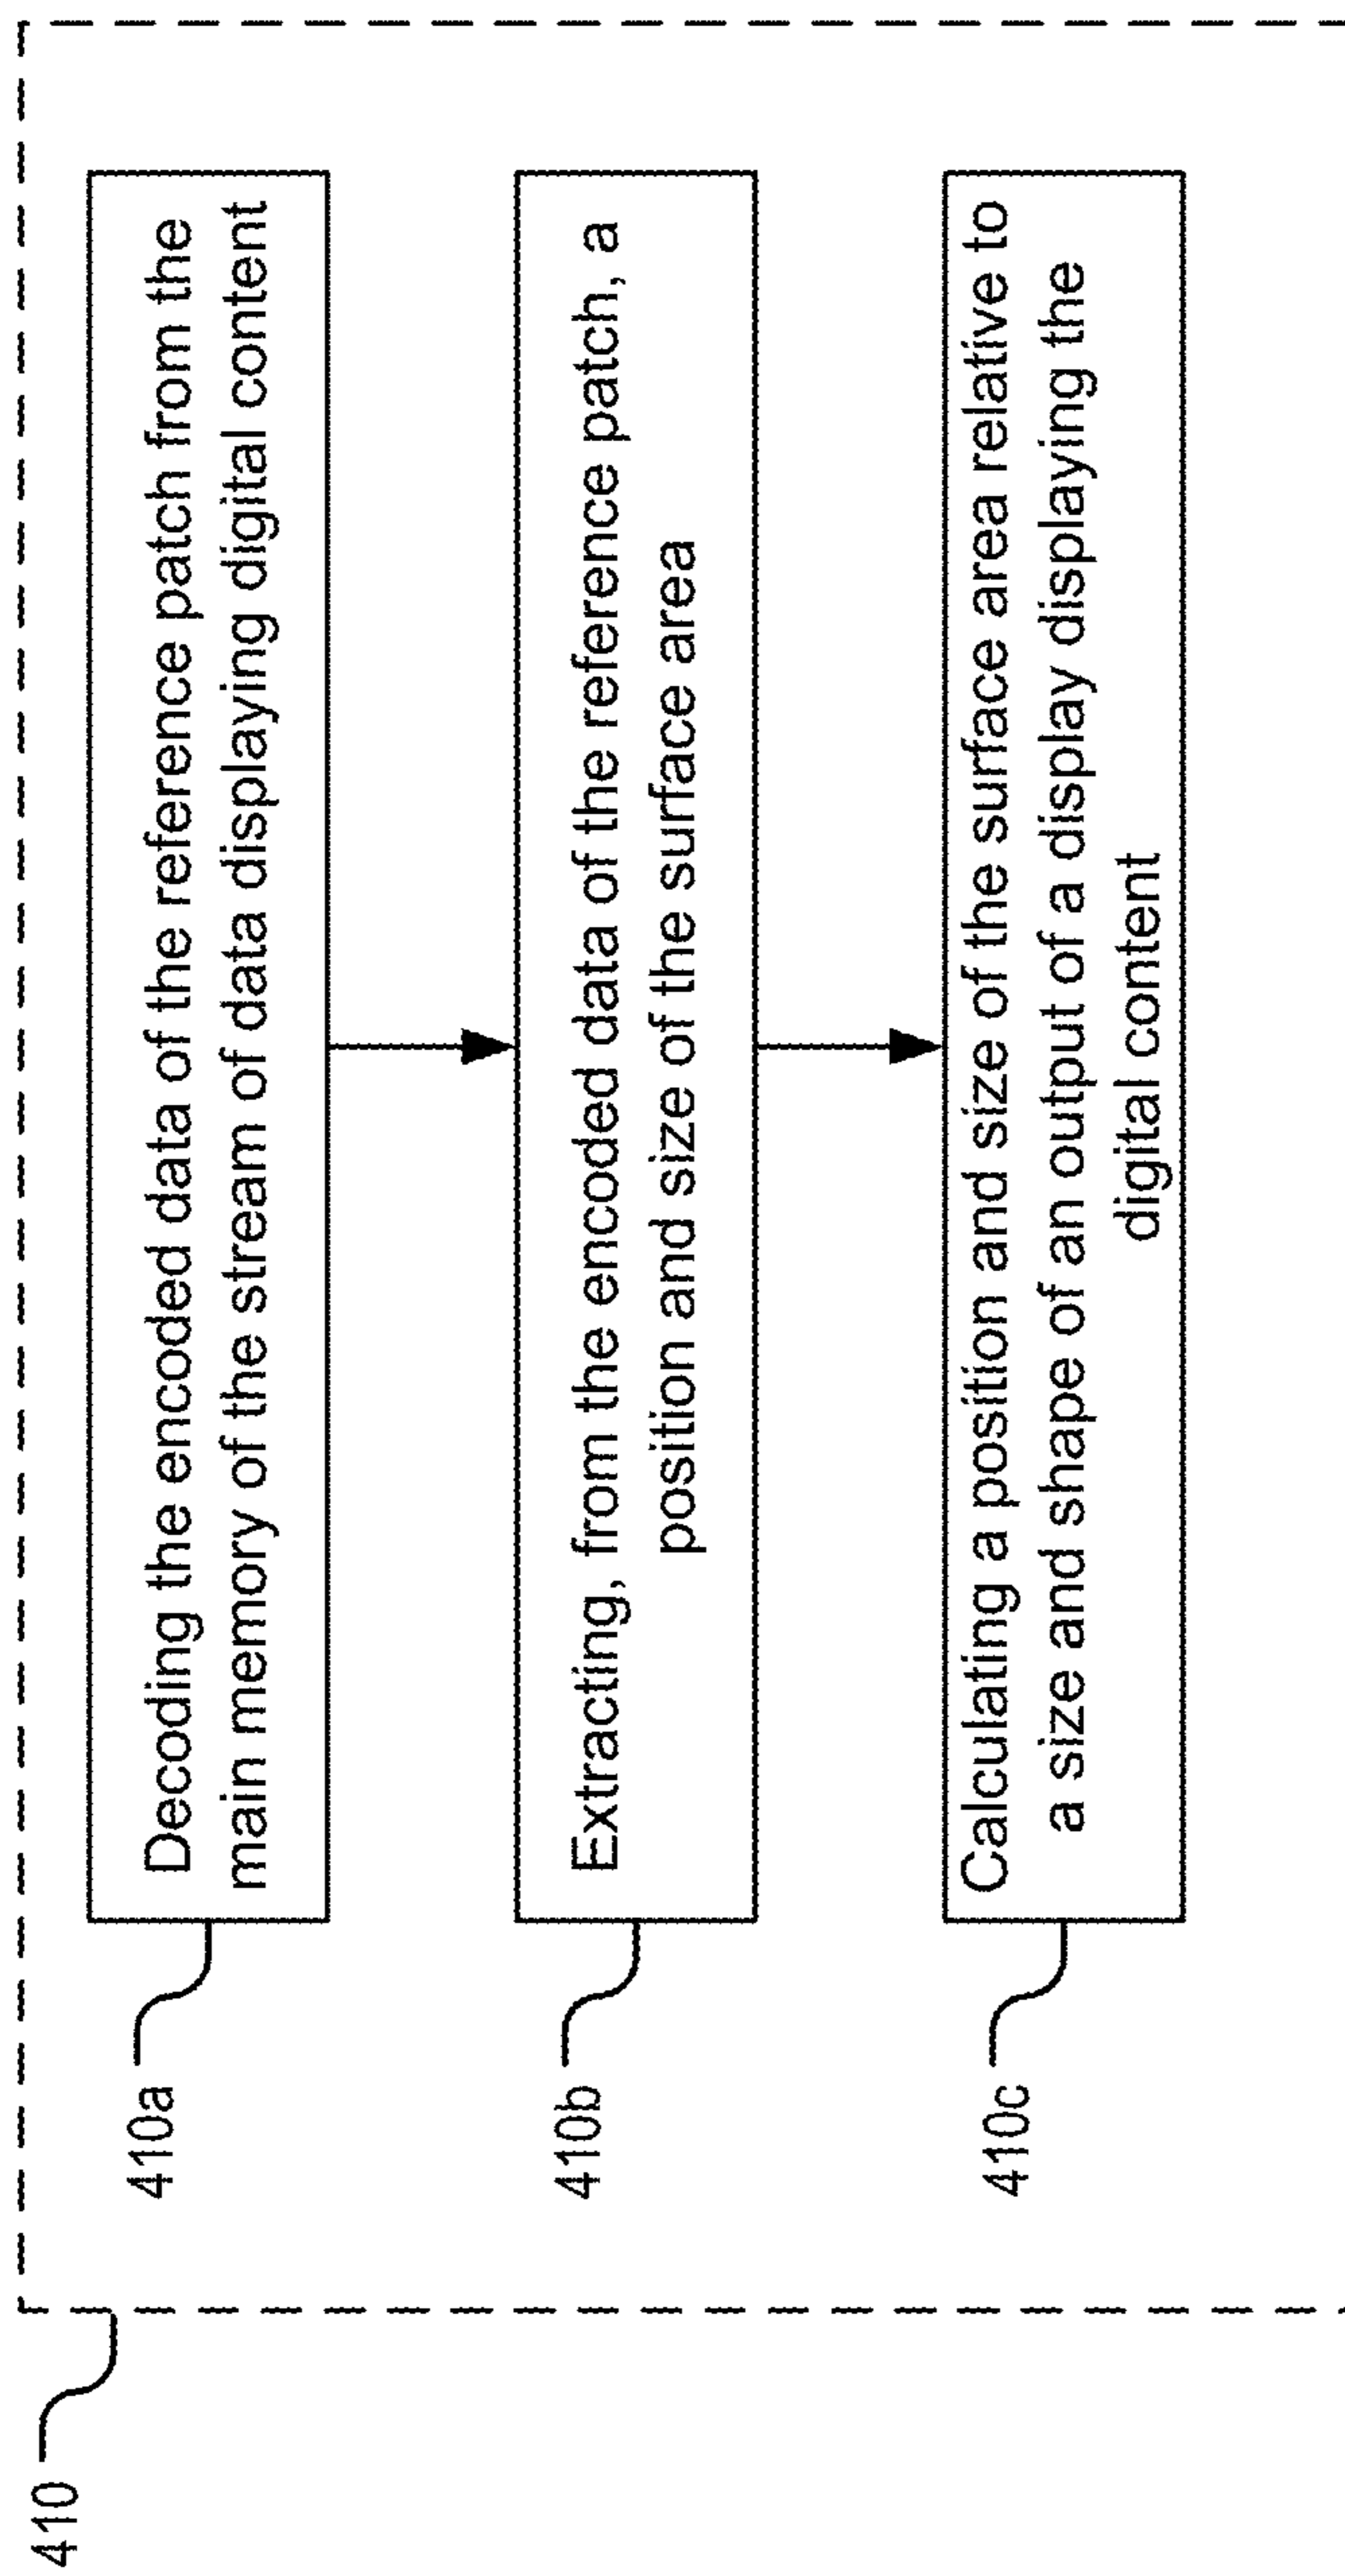 410
410a
Decoding the encoded data of the reference patch from the
main memory of the stream of data displaying digital content
410b
Extracting, from the encoded data of the reference patch, a
position and size of the surface area
410c
Calculating a position and size of the surface area relative to
a size and shape of an output of a display displaying the
digital content